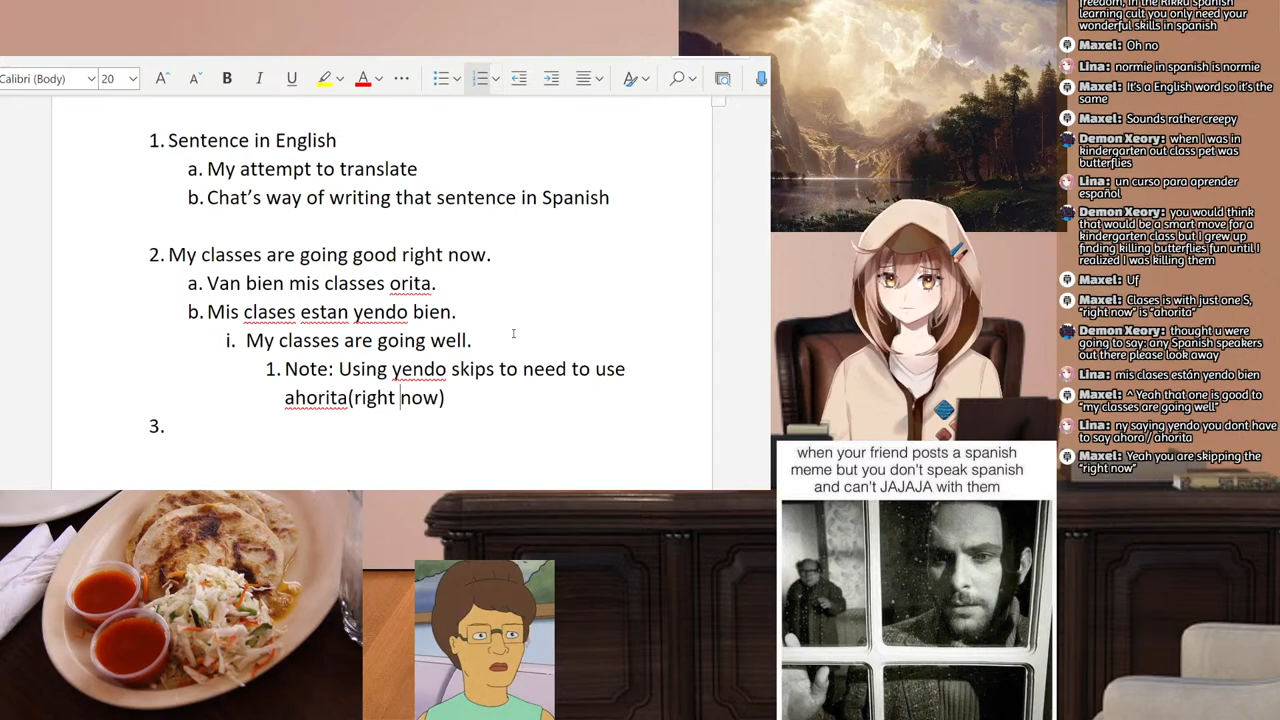 Calibri (Body)
20
B
I
U
A
1. Sentence in English
a. My attempt to translate
b. Chat's way of writing that sentence in Spanish
2. My classes are going good right now.
a. Van bien mis classes orita.
b. Mis clases estan yendo bien.
i. My classes are going well.
1. Note: Using yendo skips to need to use
ahorita(right now)
3.
when your friend posts a spanish
meme but you don't speak spanish
and can't JAJAJA with them
freedom, in the Rikku spanish
learning cult you only need your
wonderful skills in spanish
Maxel: Oh no
Lina: normie in spanish is normie
Maxel: It's a English word so it's the
same
Maxel: Sounds rather creepy
Demon Xeory: when I was in
kindergarten out class pet was
butterflies
Lina: un curso para aprender
español
Demon Xeory: you would think
that would be a smart move for a
kindergarten class but I grew up
finding killing butterflies fun until I
realized I was killing them
Maxel: Uf
Maxel: Clases is with just one S,
"right now" is "ahorita"
Demon Xeory: thought u were
going to say: any Spanish speakers
out there please look away
Lina: mis clases están yendo bien
Maxel: ^ Yeah that one is good to
"my classes are going well"
Lina: ny saying yendo you dont have
to say ahora / ahorita
Maxel: Yeah you are skipping the
"right now"